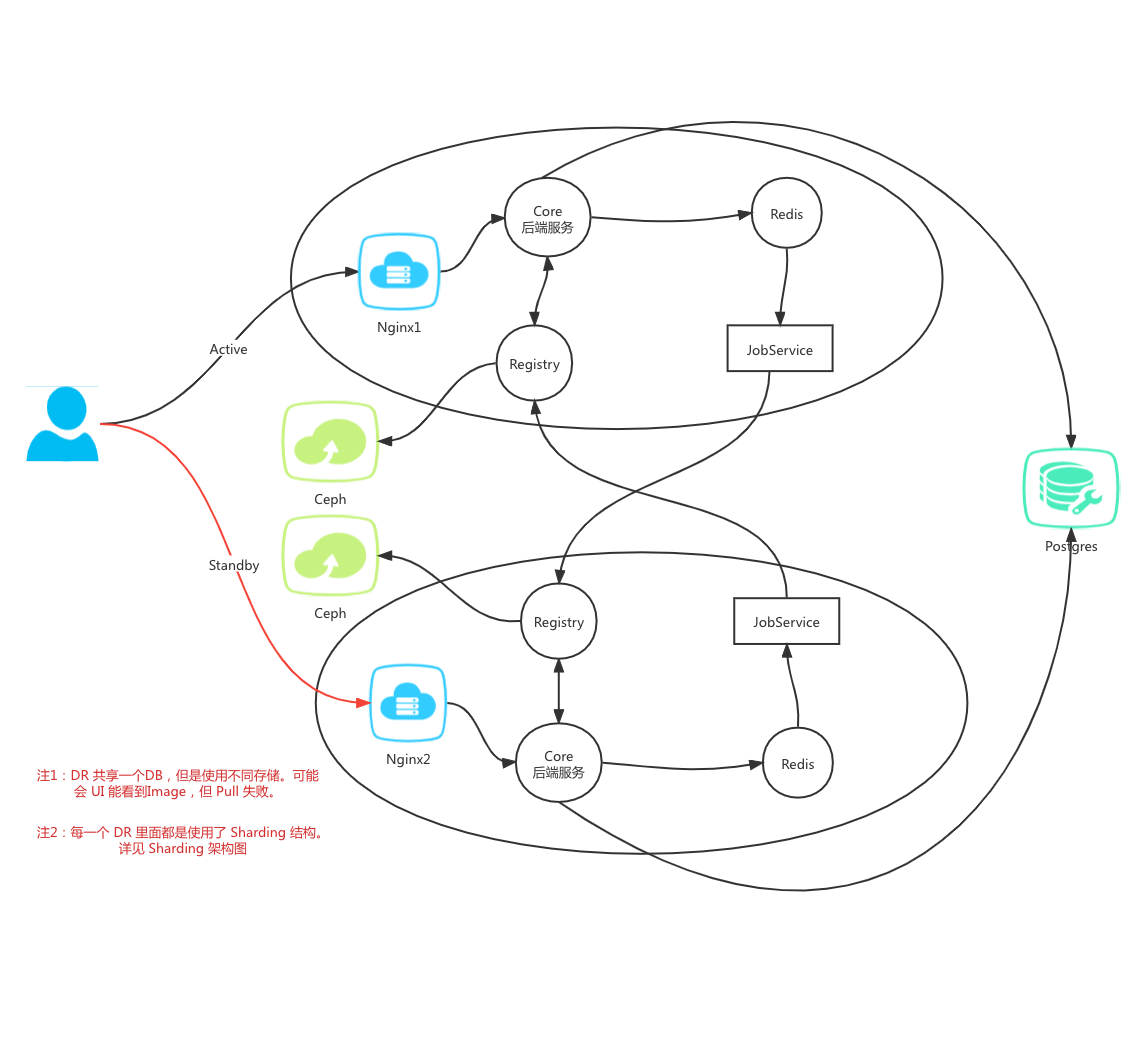 Core
后端服务
Redis
Nginx1
Active
JobService
Registry
Ceph
Postgres
Standby
Ceph
Registry
JobService
Nginx2
Core
后端服务
Redis
注1：DR 共享一个DB，但是使用不同存储。可能
会 UI 能看到Image，但 Pull 失败。
注2：每一个 DR 里面都是使用了 Sharding 结构。
详见 Sharding 架构图